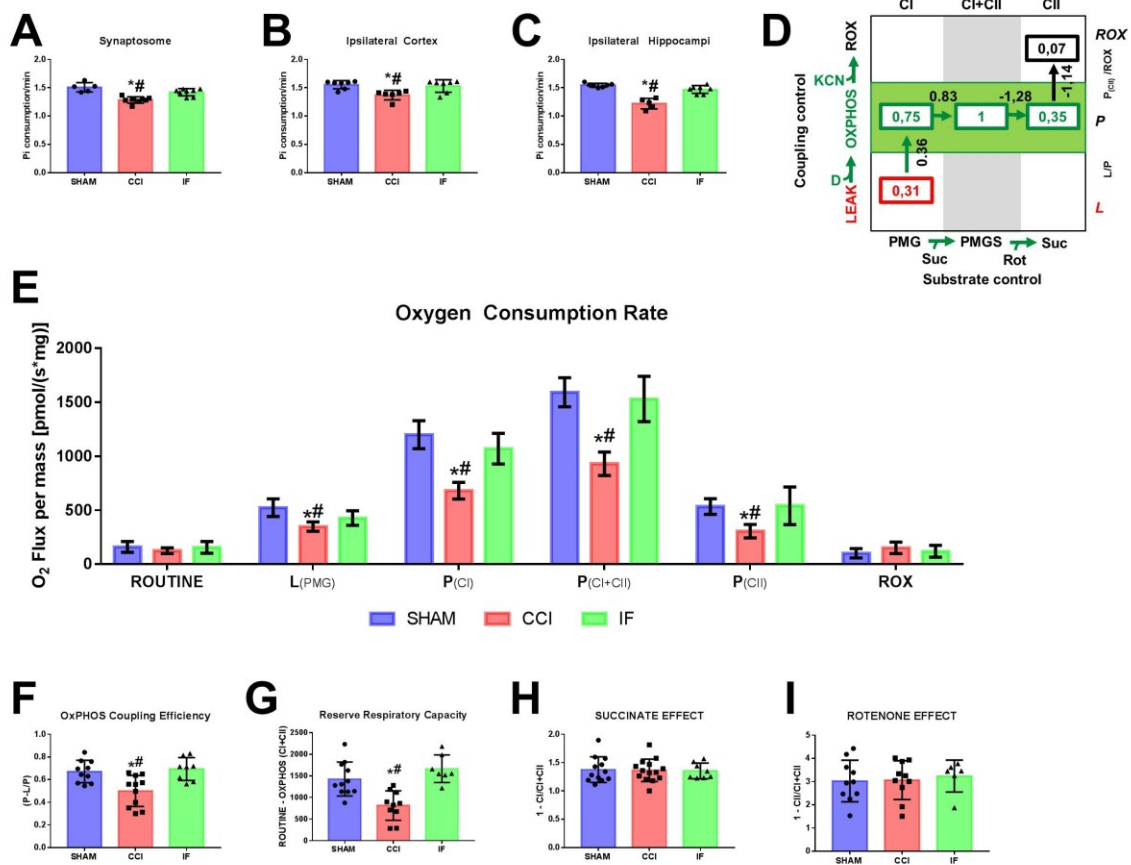 A
Synaptosome
Pi consumption/min
2.0
1.5
1.0
0.5
0.0
SHAM CCI IF
*#
B
Ipsilateral Cortex
Pi consumption/min
2.0
1.5
1.0
0.5
0.0
SHAM CCI IF
*#
C
Ipsilateral Hippocampi
Pi consumption/min
2.0
1.5
1.0
0.5
0.0
SHAM CCI IF
*#
D
CI CI+CII CII
Coupling control
LEAK D OXPHOS KCN ROX
0,07
-1,14
0,75 0.83 1 -1,28 0,35
0.36
0,31
ROX
P(CII) /ROX
P
L/P
L
PMG PMGS Suc
Suc Rot
Substrate control
E
Oxygen Consumption Rate
O2 Flux per mass [pmol/(s*mg)]
2000
1500
1000
500
0
*# *# *# *#
ROUTINE L(PMG) P(CI) P(CI+CII) P(CII) ROX
SHAM CCI IF
F
OxPHOS Coupling Efficiency
(P-L/P)
1.0
0.8
0.6
0.4
0.2
0.0
*#
SHAM CCI IF
G
Reserve Respiratory Capacity
ROUTINE - OXPHOS (CI+CII)
2500
2000
1500
1000
500
0
*#
SHAM CCI IF
H
SUCCINATE EFFECT
1 - CI/CI+CII
2.0
1.5
1.0
0.5
0.0
SHAM CCI IF
I
ROTENONE EFFECT
1 - CII/CI+CII
5
4
3
2
1
0
SHAM CCI IF